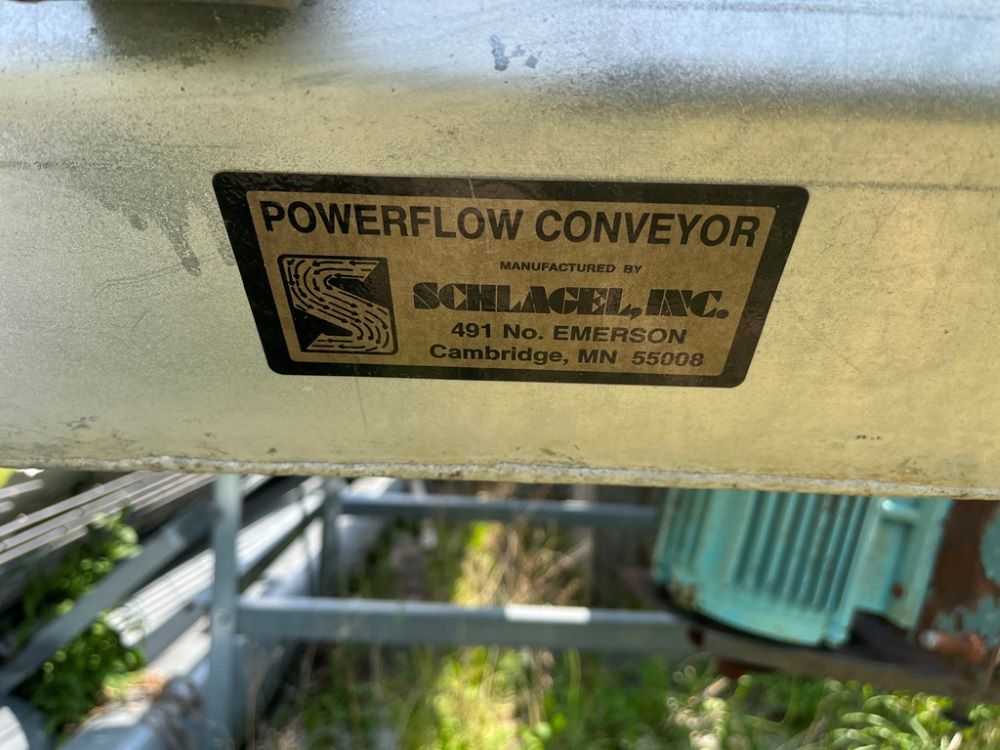 POWERFLOW CONVEYOR
MANUFACTURED BY
SCHLAGEL, INC.
491 No. EMERSON
Cambridge, MN 55008